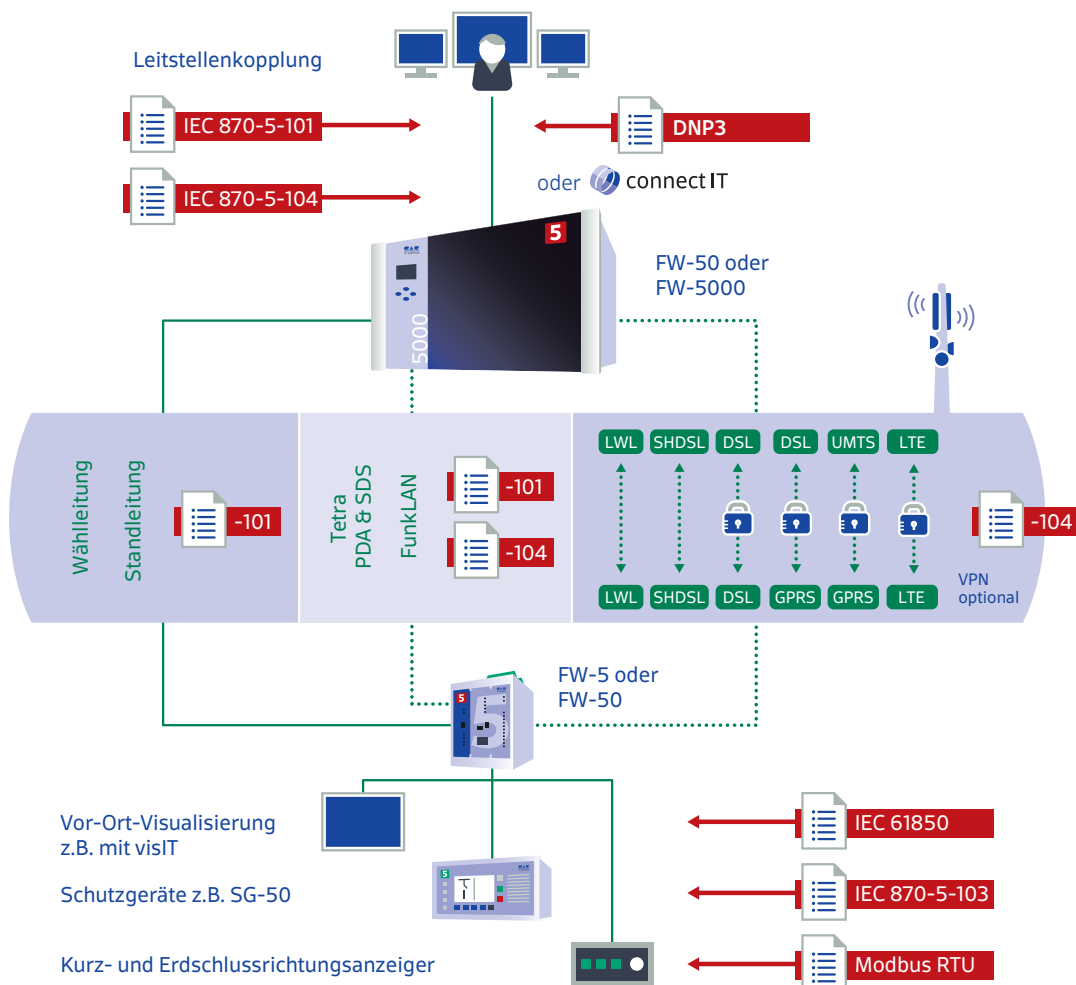 Leitstellenkopplung
IEC 870-5-101
DNP3
IEC 870-5-104
oder connectIT
5
FW-50 oder
FW-5000
5000
Wählleitung
Standleitung
-101
Tetra
PDA & SDS
FunkLAN
-101
-104
LWL SHDSL DSL DSL UMTS LTE
-104
LWL SHDSL DSL GPRS GPRS LTE
VPN
optional
FW-5 oder
FW-50
5
5
Vor-Ort-Visualisierung
z.B. mit visIT
IEC 61850
5
Schutzgeräte z.B. SG-50
IEC 870-5-103
Kurz- und Erdschlussrichtungsanzeiger
Modbus RTU